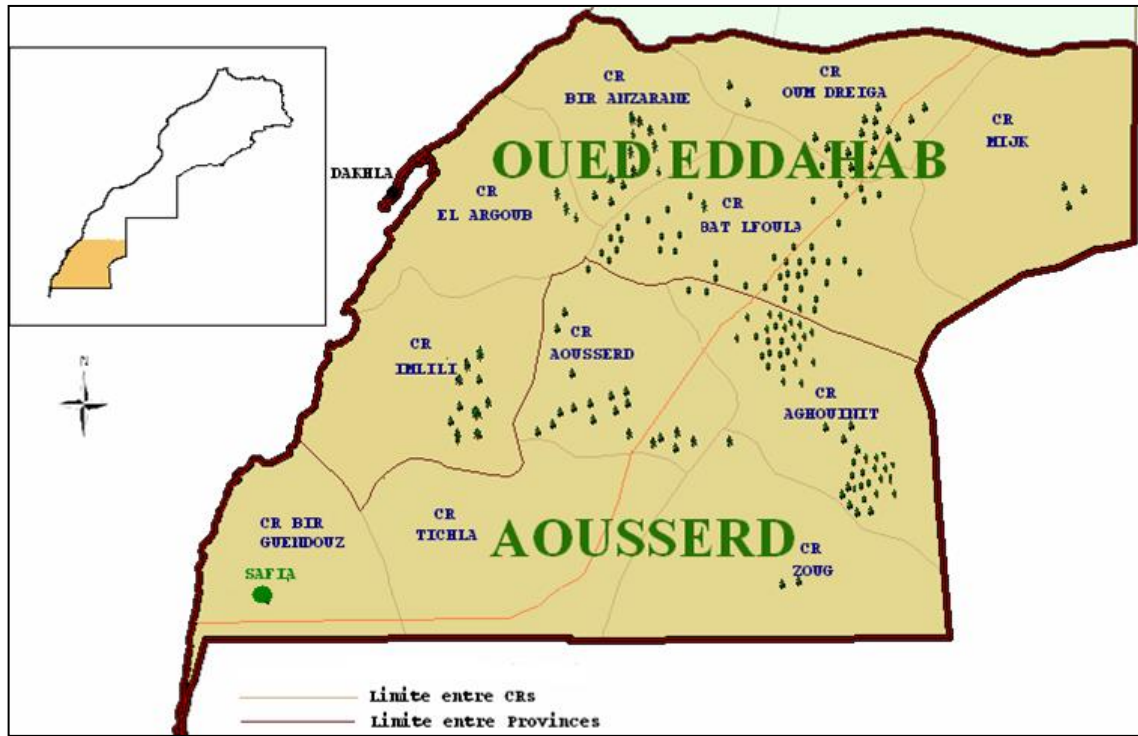 N
DAKHLA
CR
BIR ANZARANE
CR
OUM DREIGA
CR
MIJK
OUED EDDAHAB
CR
EL ARGOUB
CR
BAT LFOULA
CR
IMLILI
CR
AOUSSERD
CR
AGHOUINIT
CR BIR
GUENDOUZ
CR
TICHLA
AOUSSERD
CR
ZOUG
SAFIA
Limite entre CRs
Limite entre Provinces